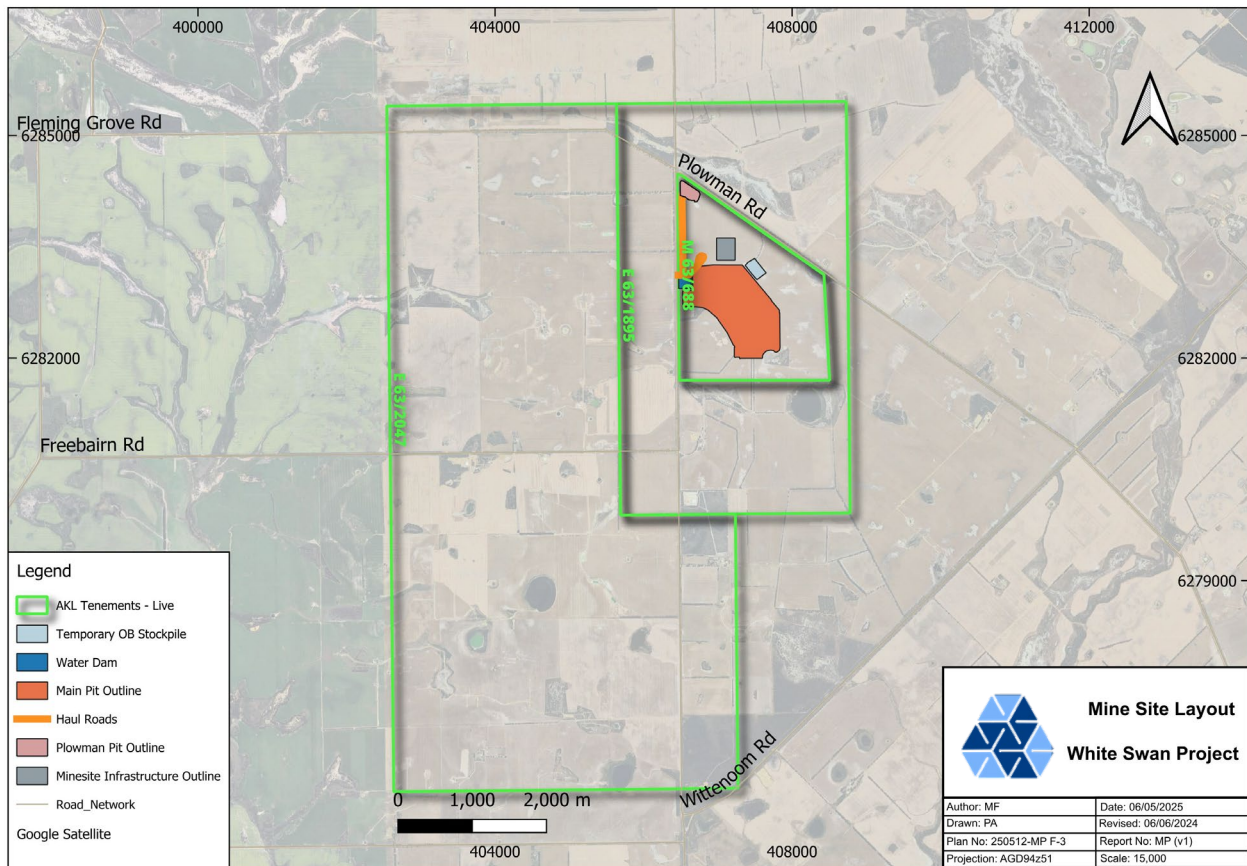 400000
404000
408000
412000
Fleming Grove Rd
6285000
6285000
Plowman Rd
M 63/688
E 63/1895
6282000
6282000
E 63/2047
Freebairn Rd
6279000
Wittenoom Rd
Legend
AKL Tenements - Live
Temporary OB Stockpile
Water Dam
Main Pit Outline
Haul Roads
Plowman Pit Outline
Minesite Infrastructure Outline
Road_Network
Google Satellite
0 1,000 2,000 m
404000
408000
Mine Site Layout
White Swan Project
Author: MF
Date: 06/05/2025
Drawn: PA
Revised: 06/06/2024
Plan No: 250512-MP F-3
Report No: MP (v1)
Projection: AGD94z51
Scale: 15,000